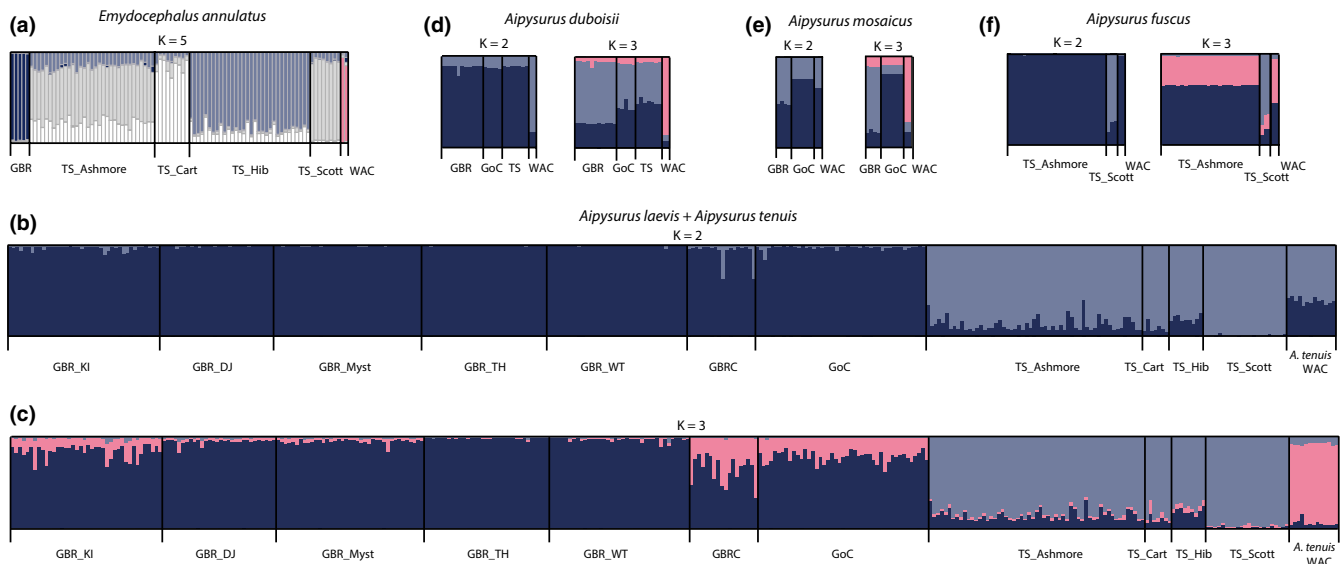 (a)
Emydocephalus annulatus
K = 5
GBR TS_Ashmore TS_Cart TS_Hib TS_Scott WAC
(d)
Aipysurus duboisii
K = 2 K = 3
GBR GoC TS WAC GBR GoC TS WAC
(e)
Aipysurus mosaicus
K = 2 K = 3
GBR GoC WAC GBR GoC WAC
(f)
Aipysurus fuscus
K = 2 K = 3
TS_Ashmore WAC TS_Ashmore WAC
TS_Scott TS_Scott
(b)
Aipysurus laevis + Aipysurus tenuis
K = 2
GBR_KI GBR_DJ GBR_Myst GBR_TH GBR_WT GBRC GoC TS_Ashmore TS_Cart TS_Hib TS_Scott A. tenuis
WAC
(c)
K = 3
GBR_KI GBR_DJ GBR_Myst GBR_TH GBR_WT GBRC GoC TS_Ashmore TS_Cart TS_Hib TS_Scott A. tenuis
WAC